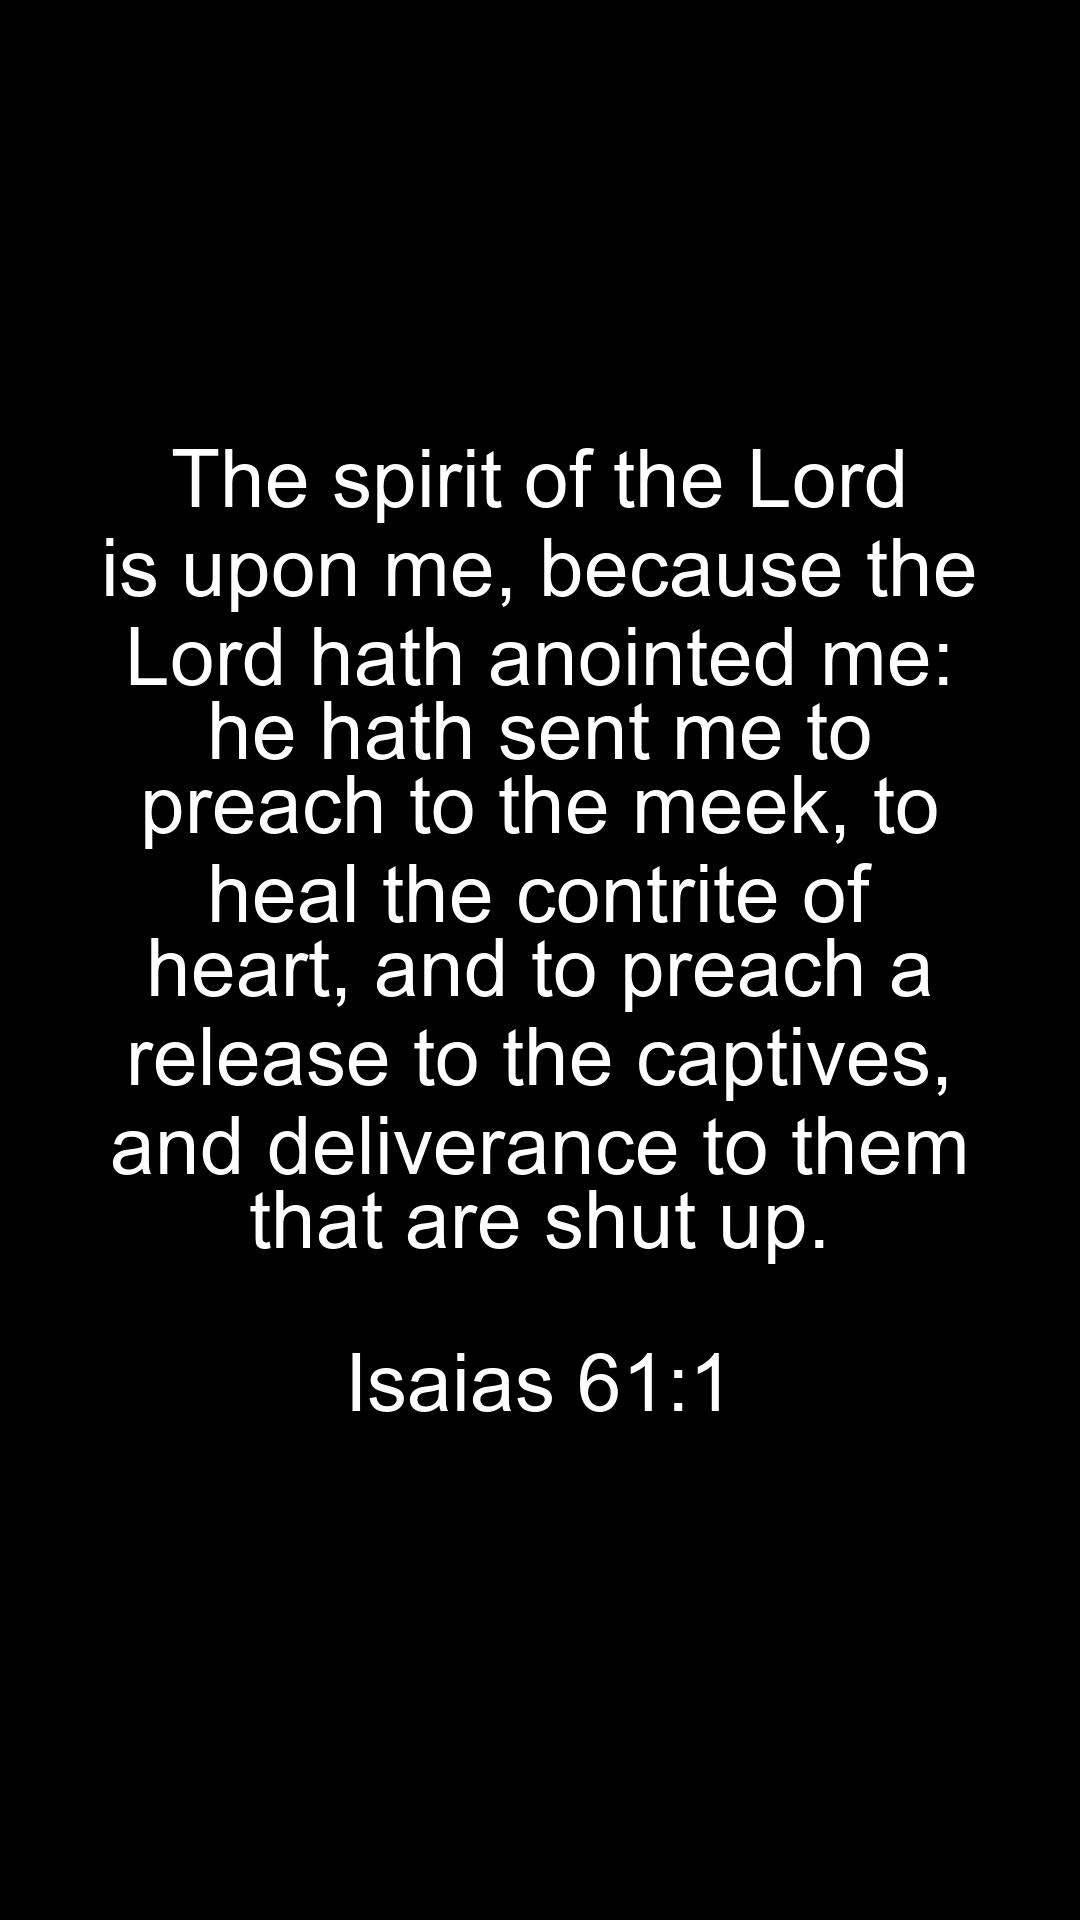 The spirit of the Lord
is upon me, because the
Lord hath anointed me:
he hath sent me to
preach to the meek, to
heal the contrite of
heart, and to preach a
release to the captives,
and deliverance to them
that are shut up.
Isaias 61:1